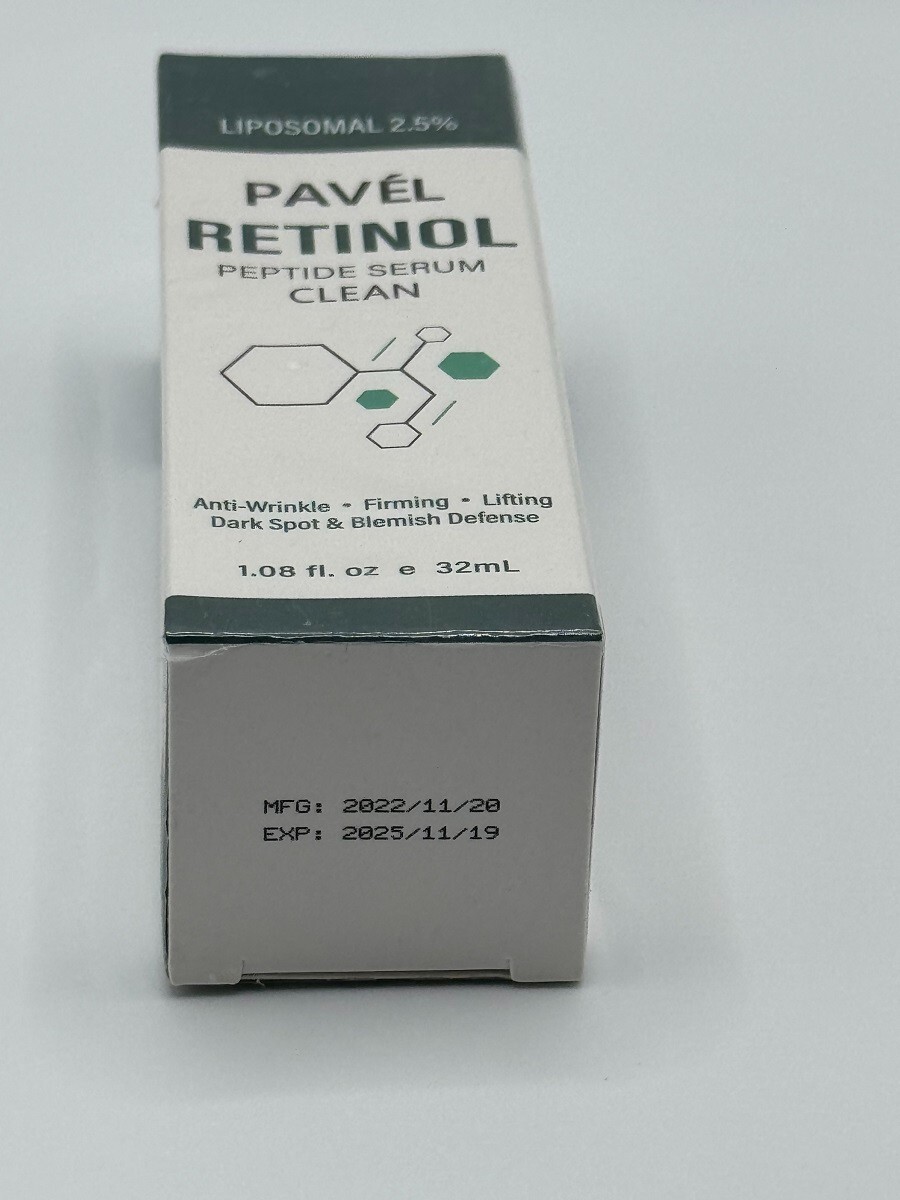 LIPOSOMAL 2.5%
PAVÉL
RETINOL
PEPTIDE SERUM
CLEAN
Anti-Wrinkle • Firming • Lifting
Dark Spot & Blemish Defense
1.08 fl. oz e 32mL
MFG: 2022/11/20
EXP: 2025/11/19